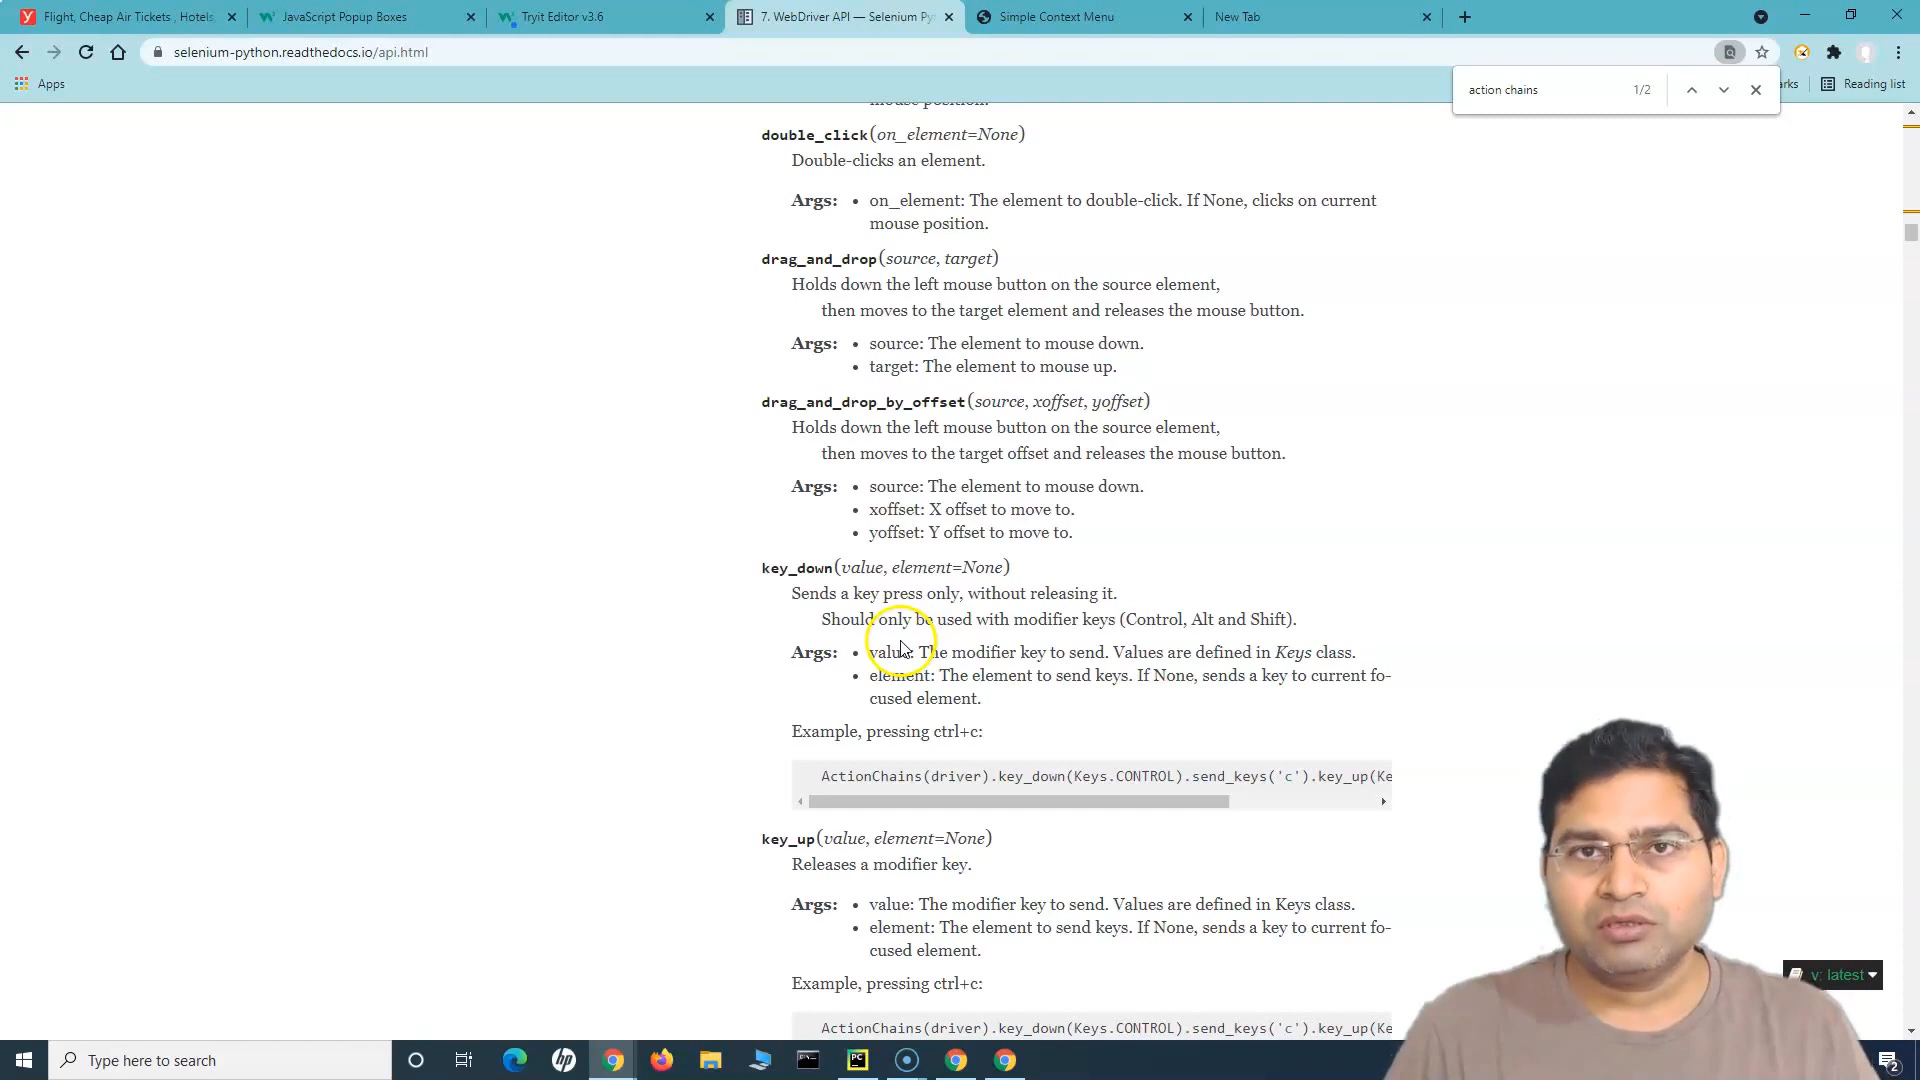 Flight, Cheap Air Tickets , Hotels,
JavaScript Popup Boxes
Tryit Editor v3.6
7. WebDriver API — Selenium Py
Simple Context Menu
New Tab
selenium-python.readthedocs.io/api.html
Apps
Reading list
action chains
1/2
mouse position.
double_click(on_element=None)
Double-clicks an element.
Args: • on_element: The element to double-click. If None, clicks on current
mouse position.
drag_and_drop(source, target)
Holds down the left mouse button on the source element,
then moves to the target element and releases the mouse button.
Args: • source: The element to mouse down.
• target: The element to mouse up.
drag_and_drop_by_offset(source, xoffset, yoffset)
Holds down the left mouse button on the source element,
then moves to the target offset and releases the mouse button.
Args: • source: The element to mouse down.
• xoffset: X offset to move to.
• yoffset: Y offset to move to.
key_down(value, element=None)
Sends a key press only, without releasing it.
Should only be used with modifier keys (Control, Alt and Shift).
Args: • value: The modifier key to send. Values are defined in Keys class.
• element: The element to send keys. If None, sends a key to current fo-
cused element.
Example, pressing ctrl+c:
ActionChains(driver).key_down(Keys.CONTROL).send_keys('c').key_up(Ke
key_up(value, element=None)
Releases a modifier key.
Args: • value: The modifier key to send. Values are defined in Keys class.
• element: The element to send keys. If None, sends a key to current fo-
cused element.
Example, pressing ctrl+c:
ActionChains(driver).key_down(Keys.CONTROL).send_keys('c').key_up(Ke
v: latest
Type here to search
hp
PC
2